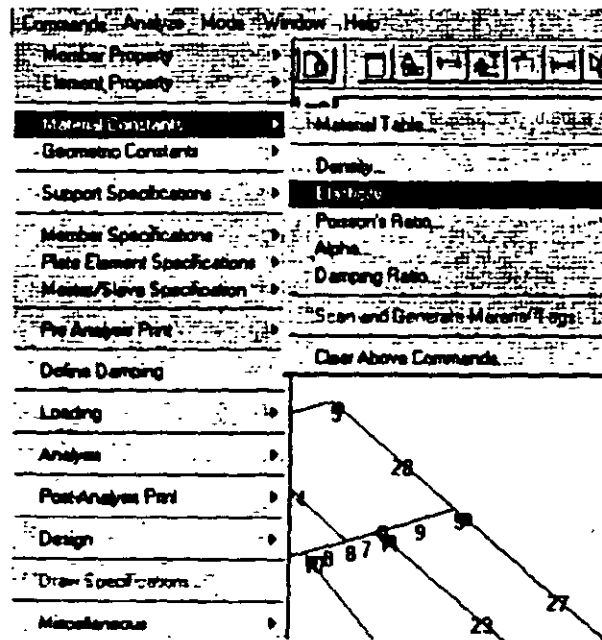 Commands Analyze Mode Window Help
Member Property
Element Property
Material Constants
Geometric Constants
Support Specifications
Member Specifications
Plate Element Specifications
Master/Slave Specification
Pre Analysis Print
Define Damping
Loading
Analysis
Post-Analysis Print
Design
Draw Specifications...
Miscellaneous
Material Table...
Density...
Elasticity...
Poisson's Ratio...
Alpha...
Damping Ratio...
Scan and Generate Material Tags
Clear Above Commands...
28
4
9
8 7
27
23